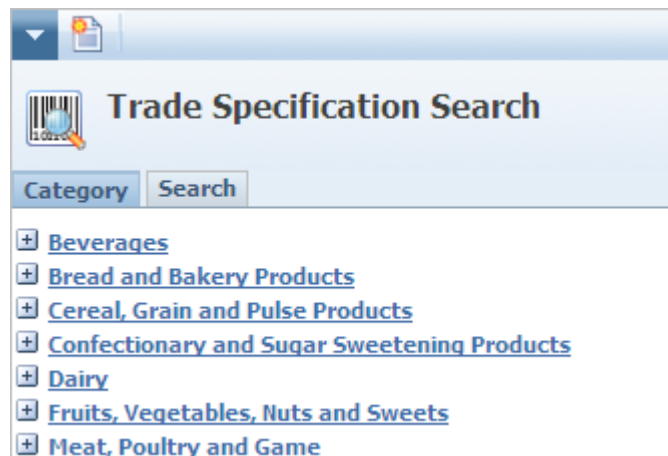 Trade Specification Search
Category Search
Beverages
Bread and Bakery Products
Cereal, Grain and Pulse Products
Confectionary and Sugar Sweetening Products
Dairy
Fruits, Vegetables, Nuts and Sweets
Meat, Poultry and Game